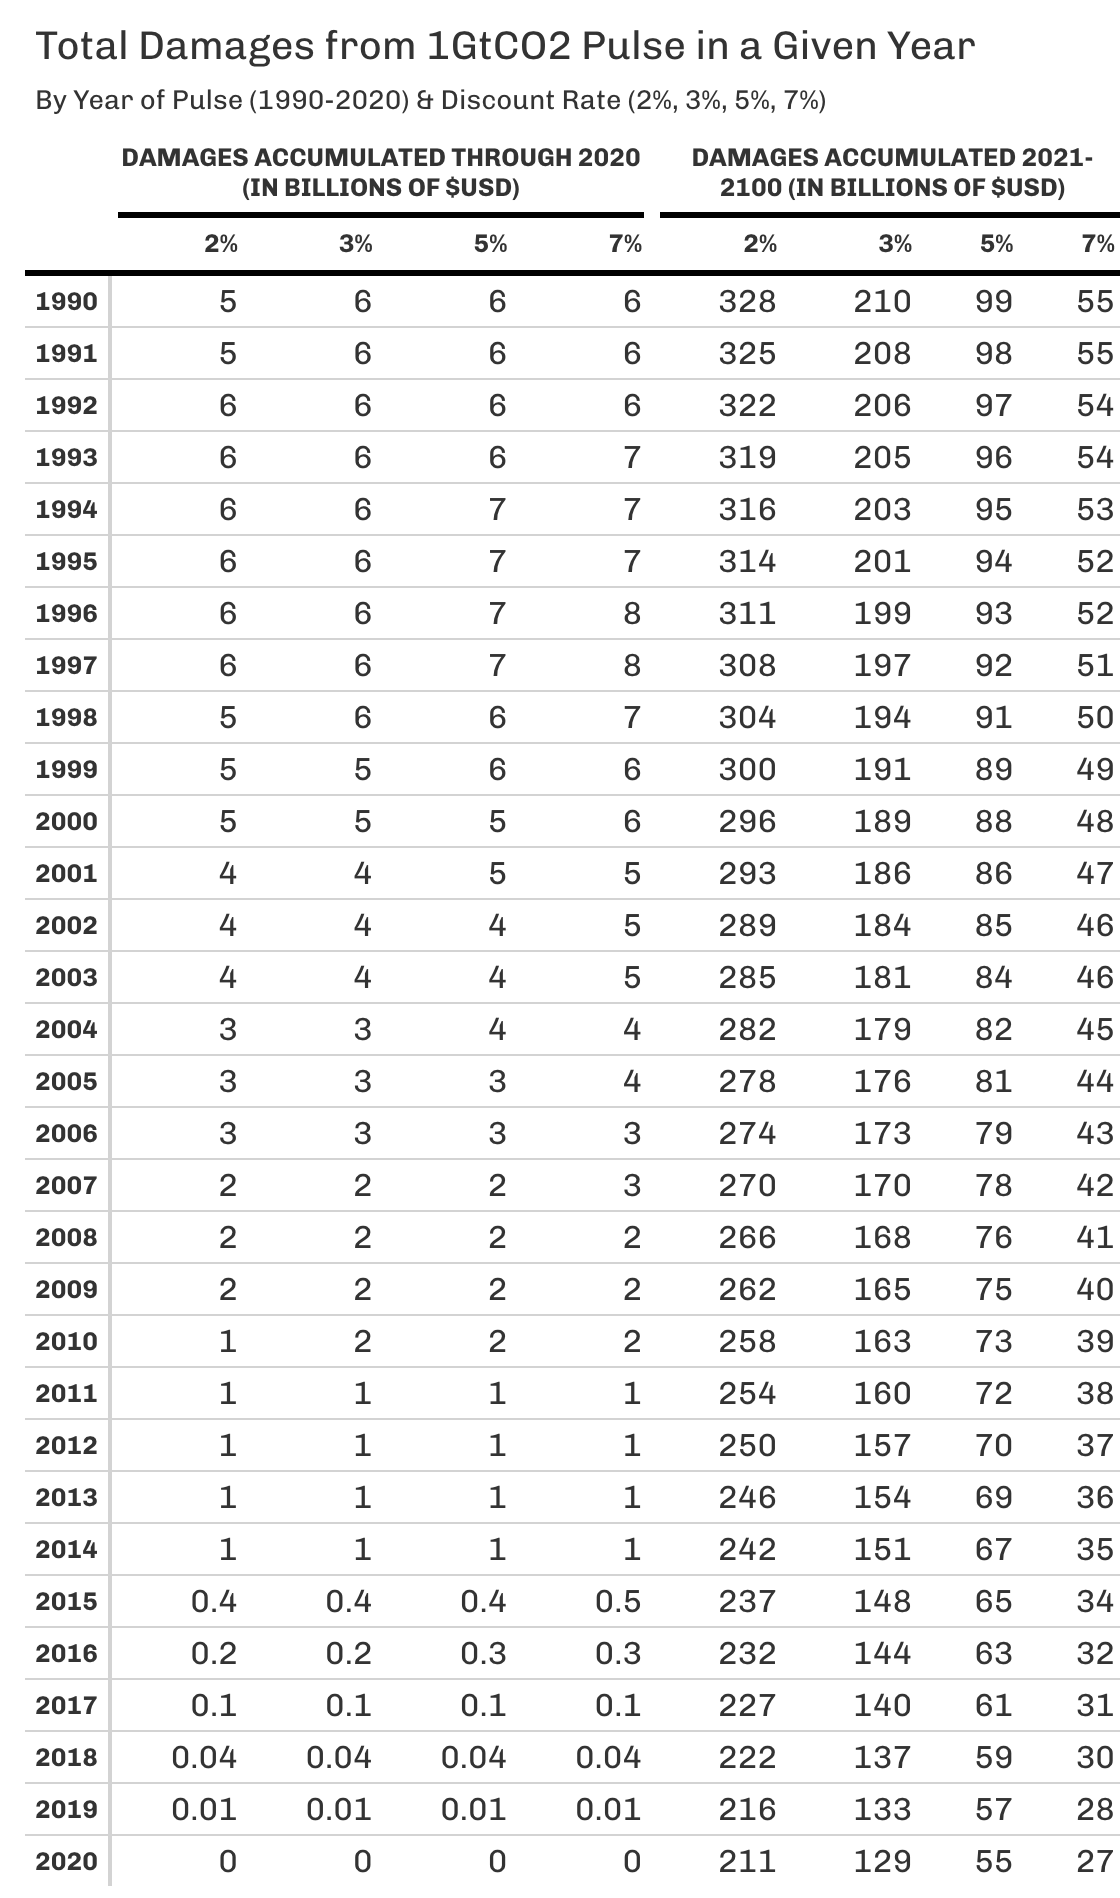 Total Damages from 1GtCO2 Pulse in a Given Year
By Year of Pulse (1990-2020) & Discount Rate (2%, 3%, 5%, 7%)
DAMAGES ACCUMULATED THROUGH 2020 (IN BILLIONS OF $USD)
DAMAGES ACCUMULATED 2021-2100 (IN BILLIONS OF $USD)
2% 3% 5% 7% 2% 3% 5% 7%
1990 5 6 6 6 328 210 99 55
1991 5 6 6 6 325 208 98 55
1992 6 6 6 6 322 206 97 54
1993 6 6 6 7 319 205 96 54
1994 6 6 7 7 316 203 95 53
1995 6 6 7 7 314 201 94 52
1996 6 6 7 8 311 199 93 52
1997 6 6 7 8 308 197 92 51
1998 5 6 6 7 304 194 91 50
1999 5 5 6 6 300 191 89 49
2000 5 5 5 6 296 189 88 48
2001 4 4 5 5 293 186 86 47
2002 4 4 4 5 289 184 85 46
2003 4 4 4 5 285 181 84 46
2004 3 3 4 4 282 179 82 45
2005 3 3 3 4 278 176 81 44
2006 3 3 3 3 274 173 79 43
2007 2 2 2 3 270 170 78 42
2008 2 2 2 2 266 168 76 41
2009 2 2 2 2 262 165 75 40
2010 1 2 2 2 258 163 73 39
2011 1 1 1 1 254 160 72 38
2012 1 1 1 1 250 157 70 37
2013 1 1 1 1 246 154 69 36
2014 1 1 1 1 242 151 67 35
2015 0.4 0.4 0.4 0.5 237 148 65 34
2016 0.2 0.2 0.3 0.3 232 144 63 32
2017 0.1 0.1 0.1 0.1 227 140 61 31
2018 0.04 0.04 0.04 0.04 222 137 59 30
2019 0.01 0.01 0.01 0.01 216 133 57 28
2020 0 0 0 0 211 129 55 27